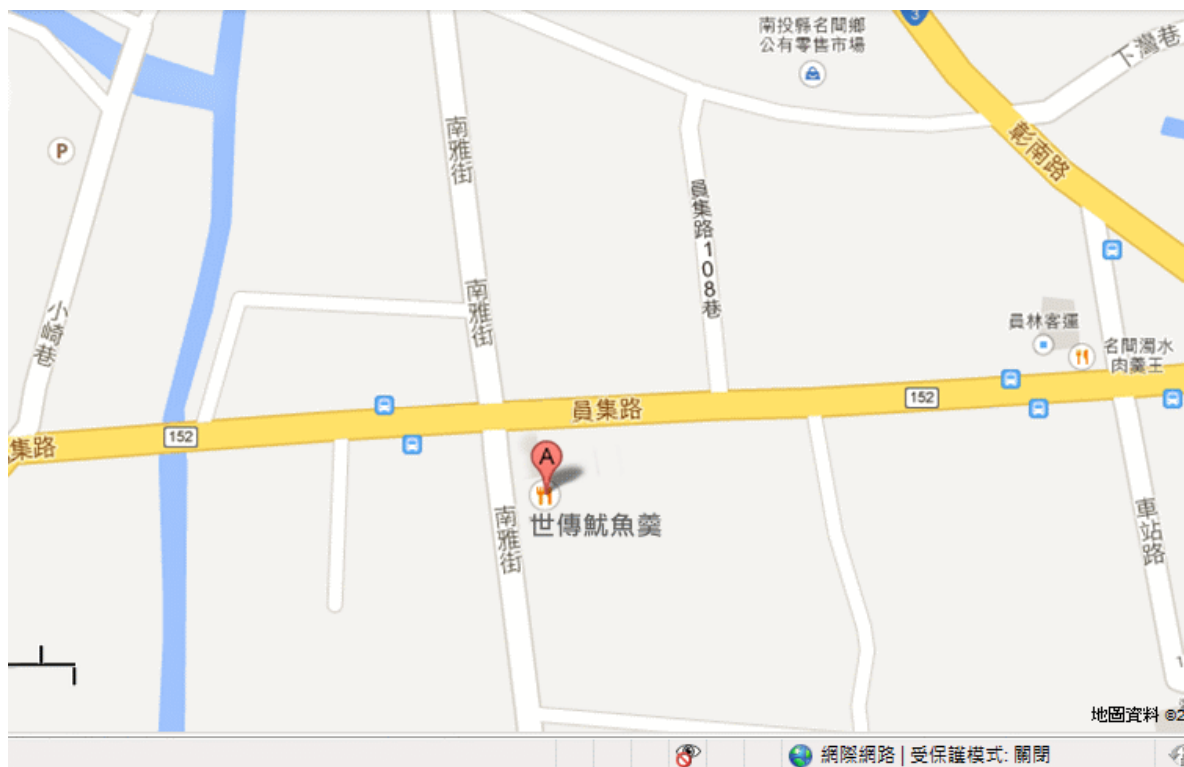 3
南投縣名間鄉
公有零售市場
下灣巷
P
南雅街
彰南路
員集路108巷
小崎巷
南雅街
員林客運
名間濁水
肉羹王
152
員集路
集路
152
A
世傳魷魚羹
南雅街
車站路
地圖資料 ©2
網際網路 | 受保護模式: 關閉